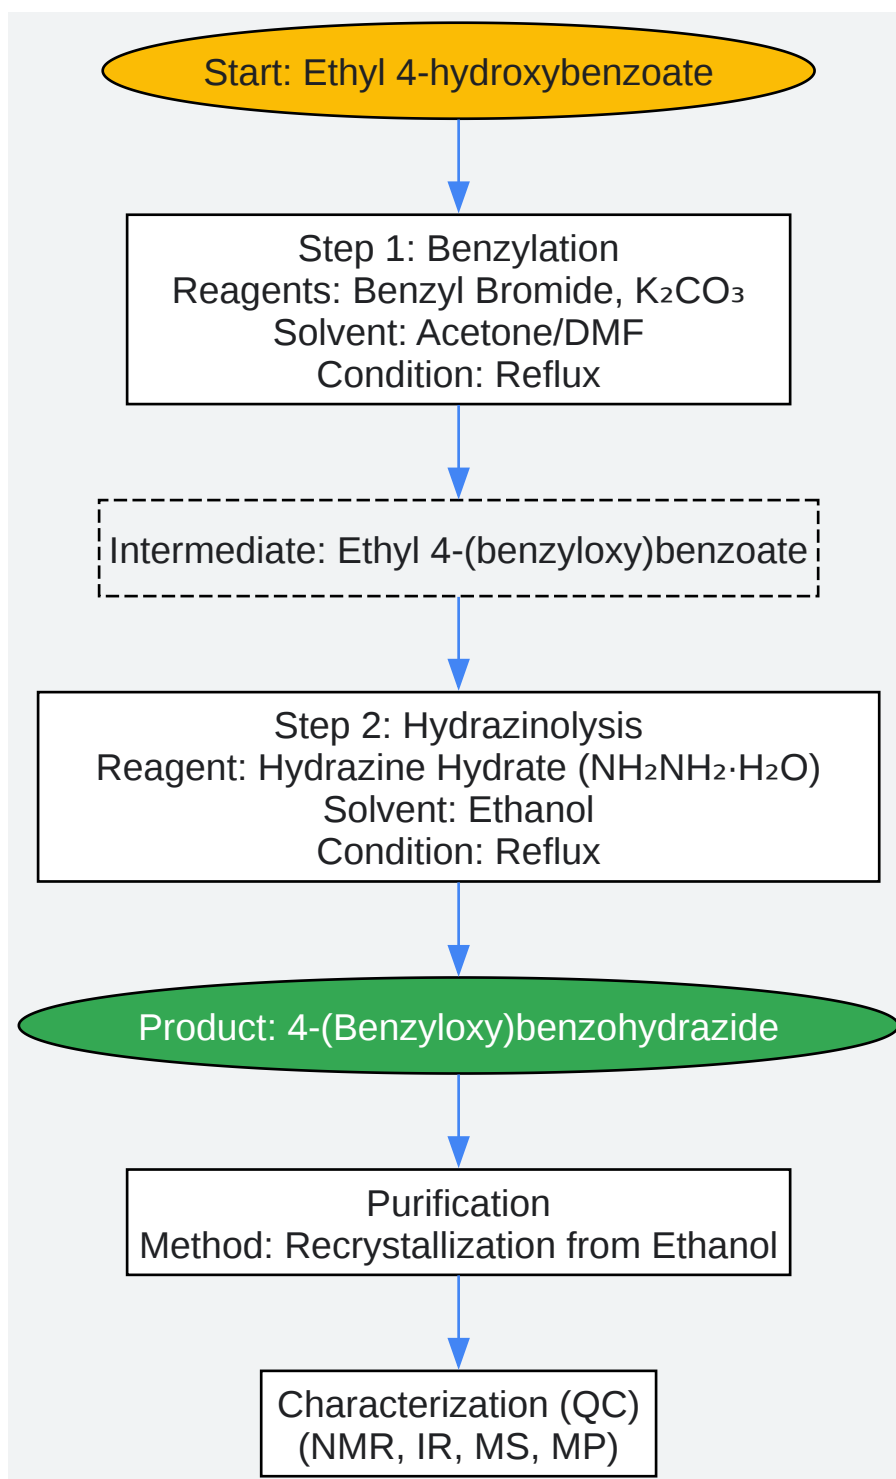 Start: Ethyl 4-hydroxybenzoate
Step 1: Benzylation
Reagents: Benzyl Bromide, K₂CO₃
Solvent: Acetone/DMF
Condition: Reflux
Intermediate: Ethyl 4-(benzyloxy)benzoate
Step 2: Hydrazinolysis
Reagent: Hydrazine Hydrate (NH₂NH₂·H₂O)
Solvent: Ethanol
Condition: Reflux
Product: 4-(Benzyloxy)benzohydrazide
Purification
Method: Recrystallization from Ethanol
Characterization (QC)
(NMR, IR, MS, MP)